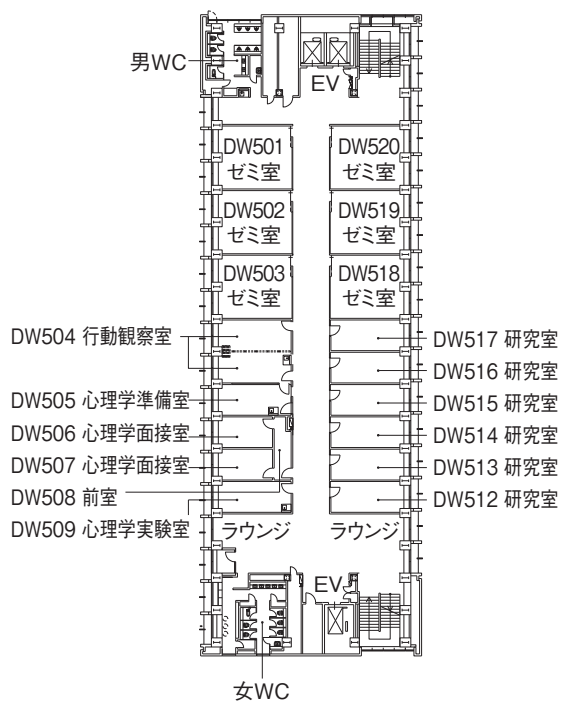 男WC
EV
DW501
ゼミ室
DW520
ゼミ室
DW502
ゼミ室
DW519
ゼミ室
DW503
ゼミ室
DW518
ゼミ室
DW504 行動観察室
DW517 研究室
DW516 研究室
DW505 心理学準備室
DW515 研究室
DW506 心理学面接室
DW514 研究室
DW507 心理学面接室
DW513 研究室
DW508 前室
DW512 研究室
DW509 心理学実験室
ラウンジ
ラウンジ
EV
女WC